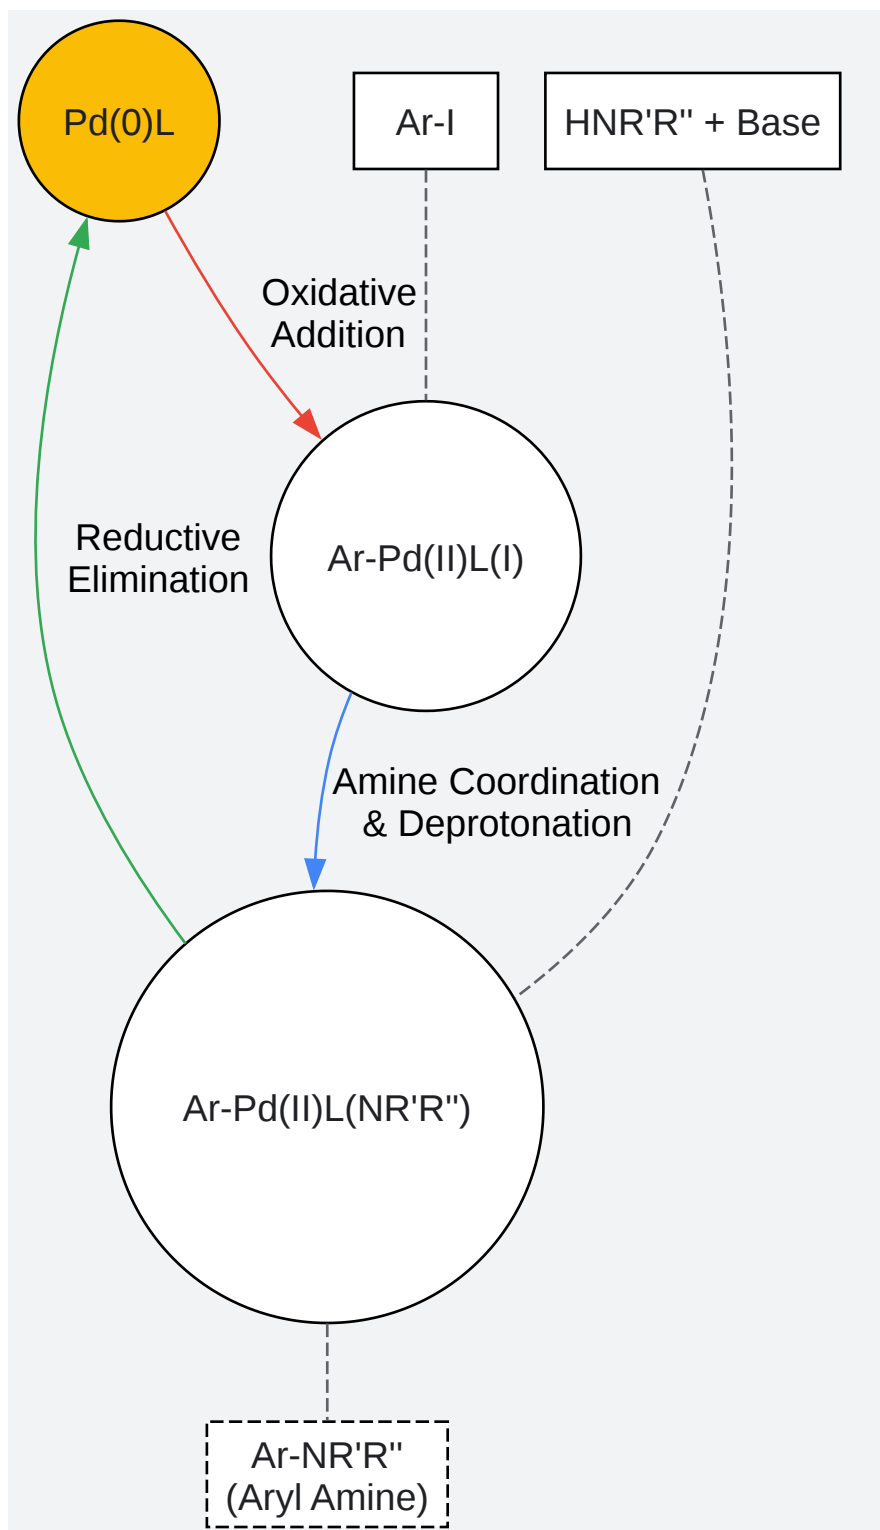 Pd(0)L
Ar-I
HNR'R'' + Base
Oxidative
Addition
Reductive
Elimination
Ar-Pd(II)L(I)
Amine Coordination
& Deprotonation
Ar-Pd(II)L(NR'R'')
Ar-NR'R''
(Aryl Amine)